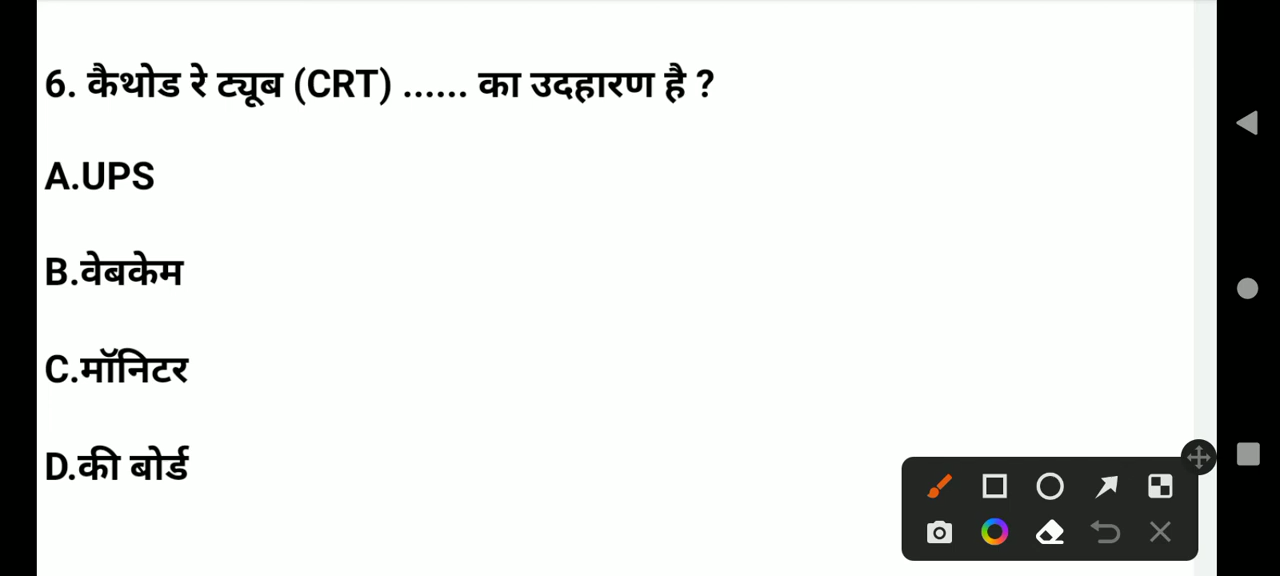 6. कैथोड रे ट्यूब (CRT) ...... का उदहारण है ?
A.UPS
B.वेबकेम
C.मॉनिटर
D.की बोर्ड